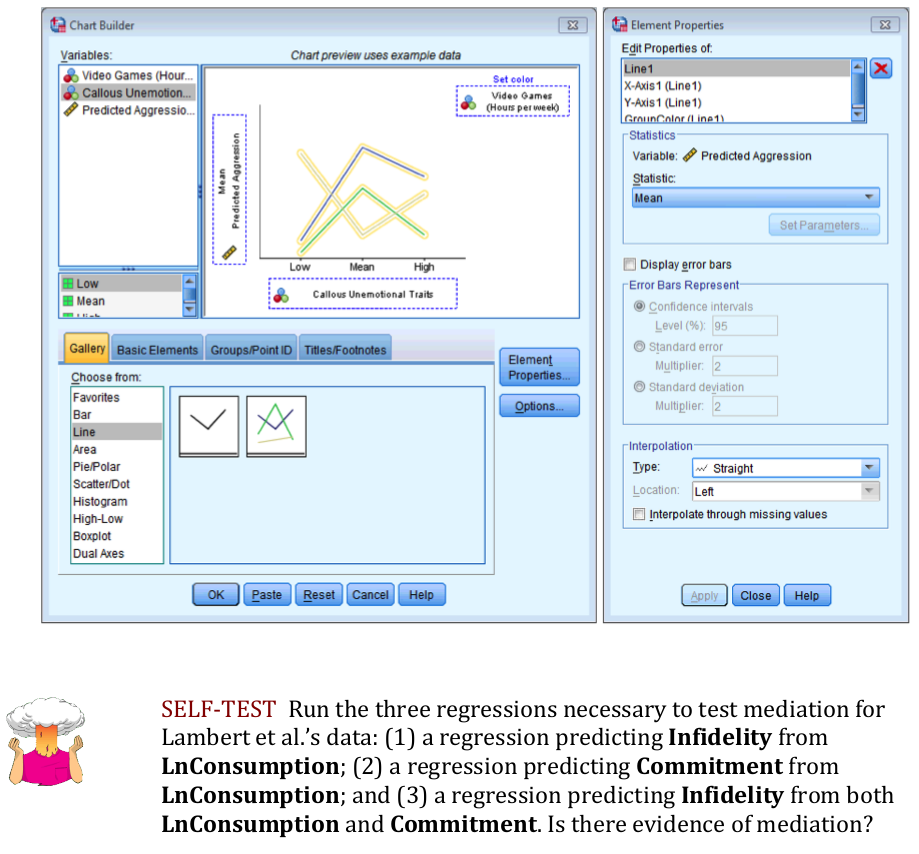 Chart Builder
Variables:
Video Games (Hour...
Callous Unemotion...
Predicted Aggressio...
Chart preview uses example data
Set color
Video Games
(Hours per week)
Mean
Predicted Aggression
Low
Mean
High
Callous Unemotional Traits
Low
Mean
Gallery
Basic Elements
Groups/Point ID
Titles/Footnotes
Choose from:
Favorites
Bar
Line
Area
Pie/Polar
Scatter/Dot
Histogram
High-Low
Boxplot
Dual Axes
Element
Properties...
Options...
OK
Paste
Reset
Cancel
Help
Element Properties
Edit Properties of:
Line1
X-Axis1 (Line1)
Y-Axis1 (Line1)
GroupColor (Line1)
Statistics
Variable: Predicted Aggression
Statistic:
Mean
Set Parameters...
Display error bars
Error Bars Represent
Confidence intervals
Level (%): 95
Standard error
Multiplier: 2
Standard deviation
Multiplier: 2
Interpolation
Type: Straight
Location: Left
Interpolate through missing values
Apply
Close
Help
SELF-TEST Run the three regressions necessary to test mediation for
Lambert et al.’s data: (1) a regression predicting Infidelity from
LnConsumption; (2) a regression predicting Commitment from
LnConsumption; and (3) a regression predicting Infidelity from both
LnConsumption and Commitment. Is there evidence of mediation?